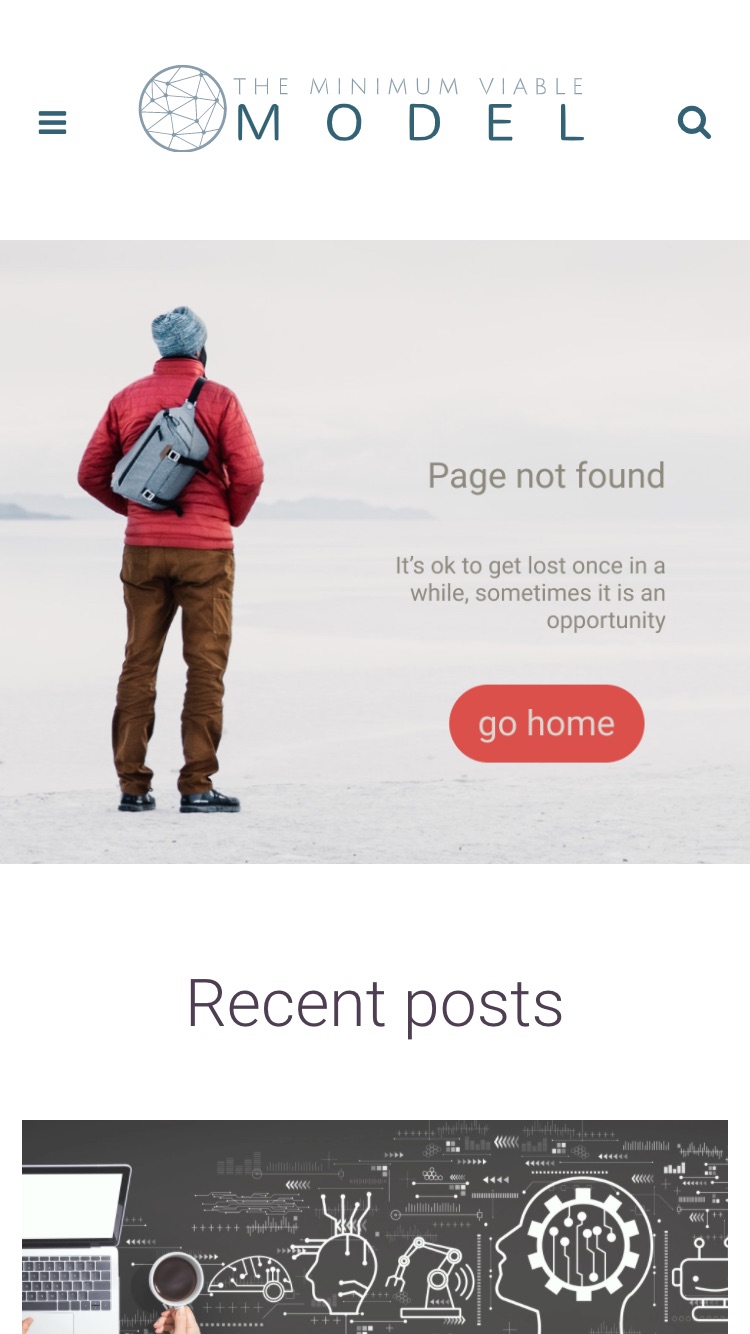 THE MINIMUM VIABLE
MODEL
Page not found
It’s ok to get lost once in a
while, sometimes it is an
opportunity
go home
Recent posts